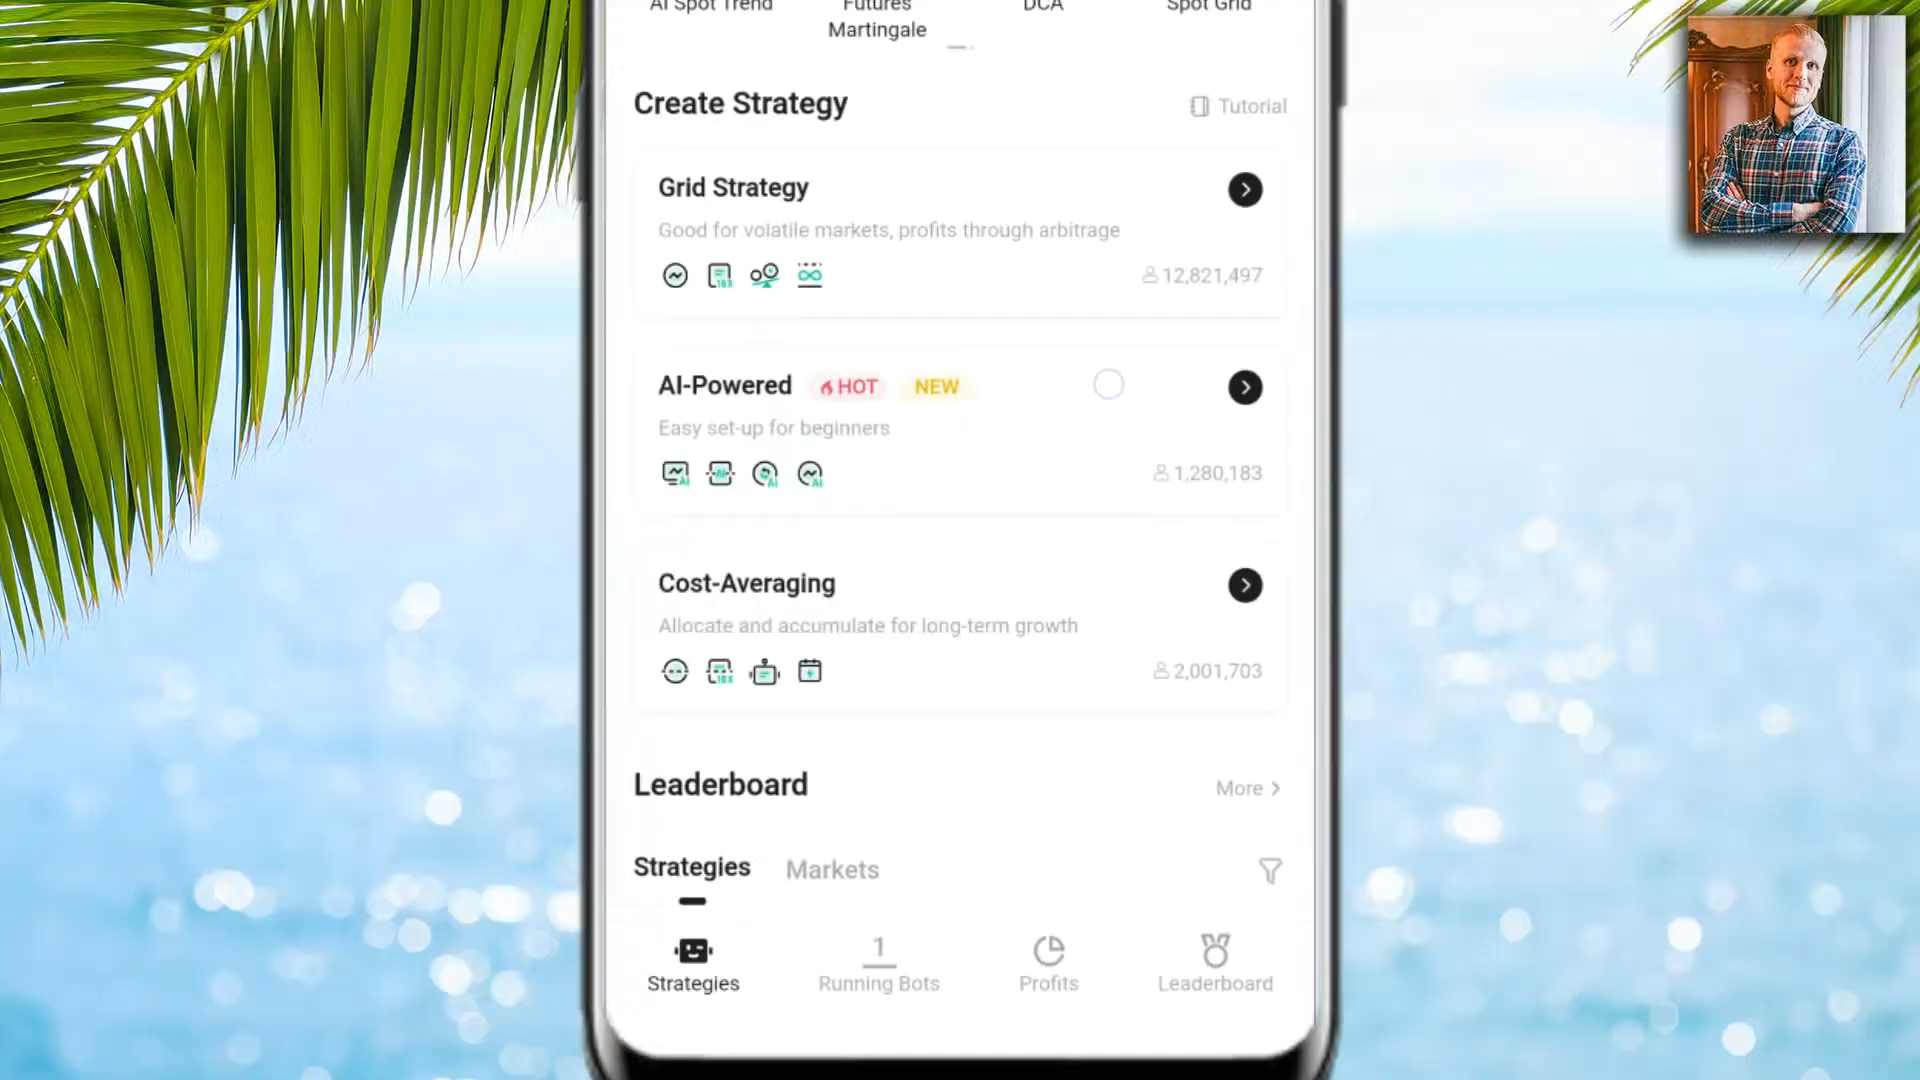 AI Spot Trend
Futures
Martingale
DCA
Spot Grid
Create Strategy
Tutorial
Grid Strategy
Good for volatile markets, profits through arbitrage
12,821,497
AI-Powered HOT NEW
Easy set-up for beginners
1,280,183
Cost-Averaging
Allocate and accumulate for long-term growth
2,001,703
Leaderboard
More
Strategies
Markets
Strategies
1
Running Bots
Profits
Leaderboard